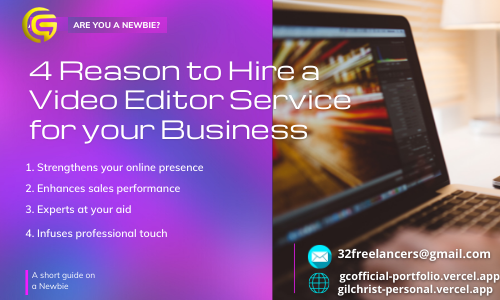 ARE YOU A NEWBIE?
4 Reason to Hire a
Video Editor Service
for your Business
1. Strengthens your online presence
2. Enhances sales performance
3. Experts at your aid
4. Infuses professional touch
A short guide on
a Newbie
32freelancers@gmail.com
gcofficial-portfolio.vercel.app
gilchrist-personal.vercel.app